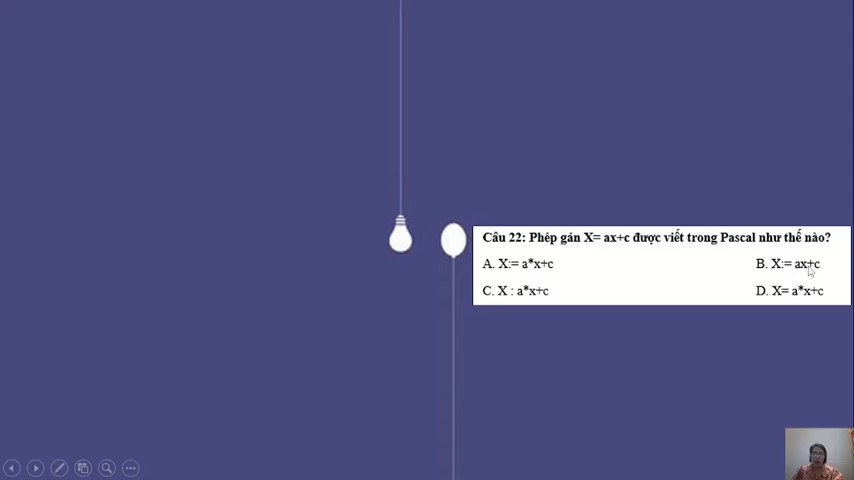 Câu 22: Phép gán X= ax+c được viết trong Pascal như thế nào?
A. X:= a*x+c B. X:= ax+c
C. X : a*x+c D. X= a*x+c